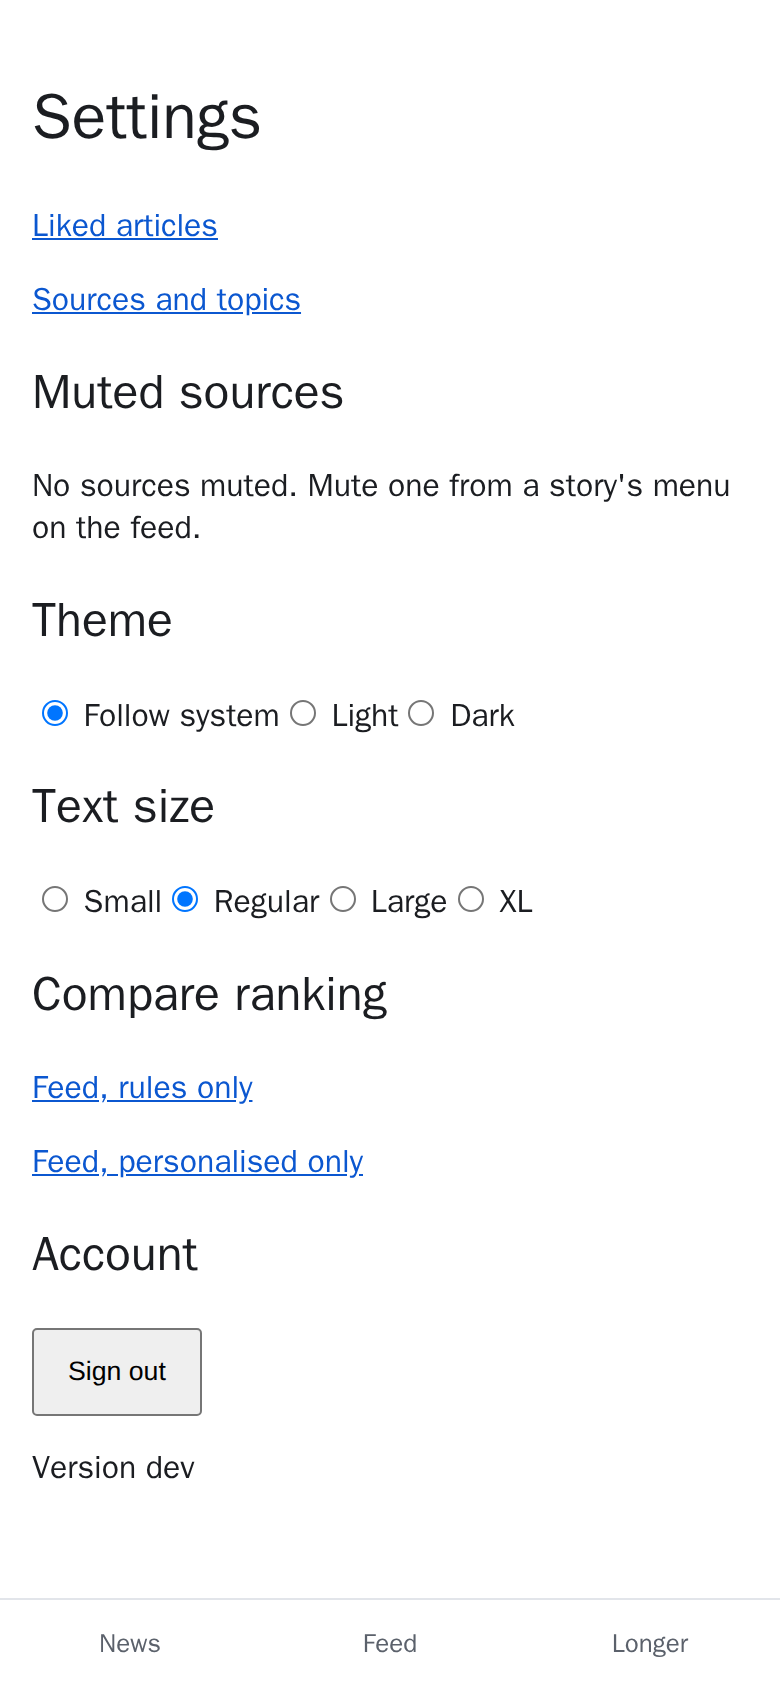 Settings
Liked articles
Sources and topics
Muted sources
No sources muted. Mute one from a story's menu
on the feed.
Theme
Follow system Light Dark
Text size
Small Regular Large XL
Compare ranking
Feed, rules only
Feed, personalised only
Account
Sign out
Version dev
News Feed Longer